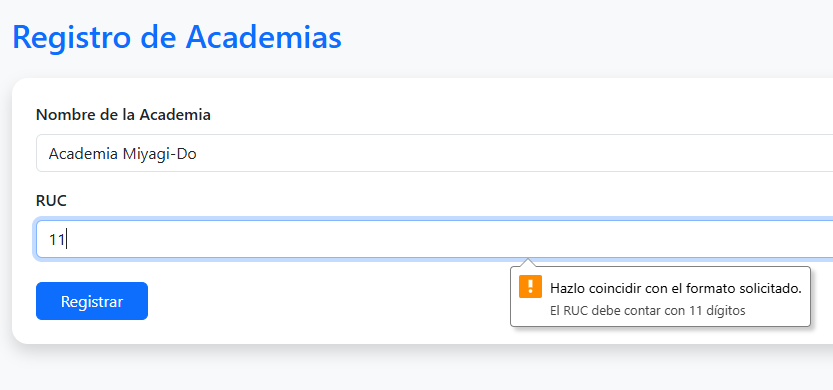 Registro de Academias
Nombre de la Academia
Academia Miyagi-Do
RUC
11
Hazlo coincidir con el formato solicitado.
El RUC debe contar con 11 dígitos
Registrar